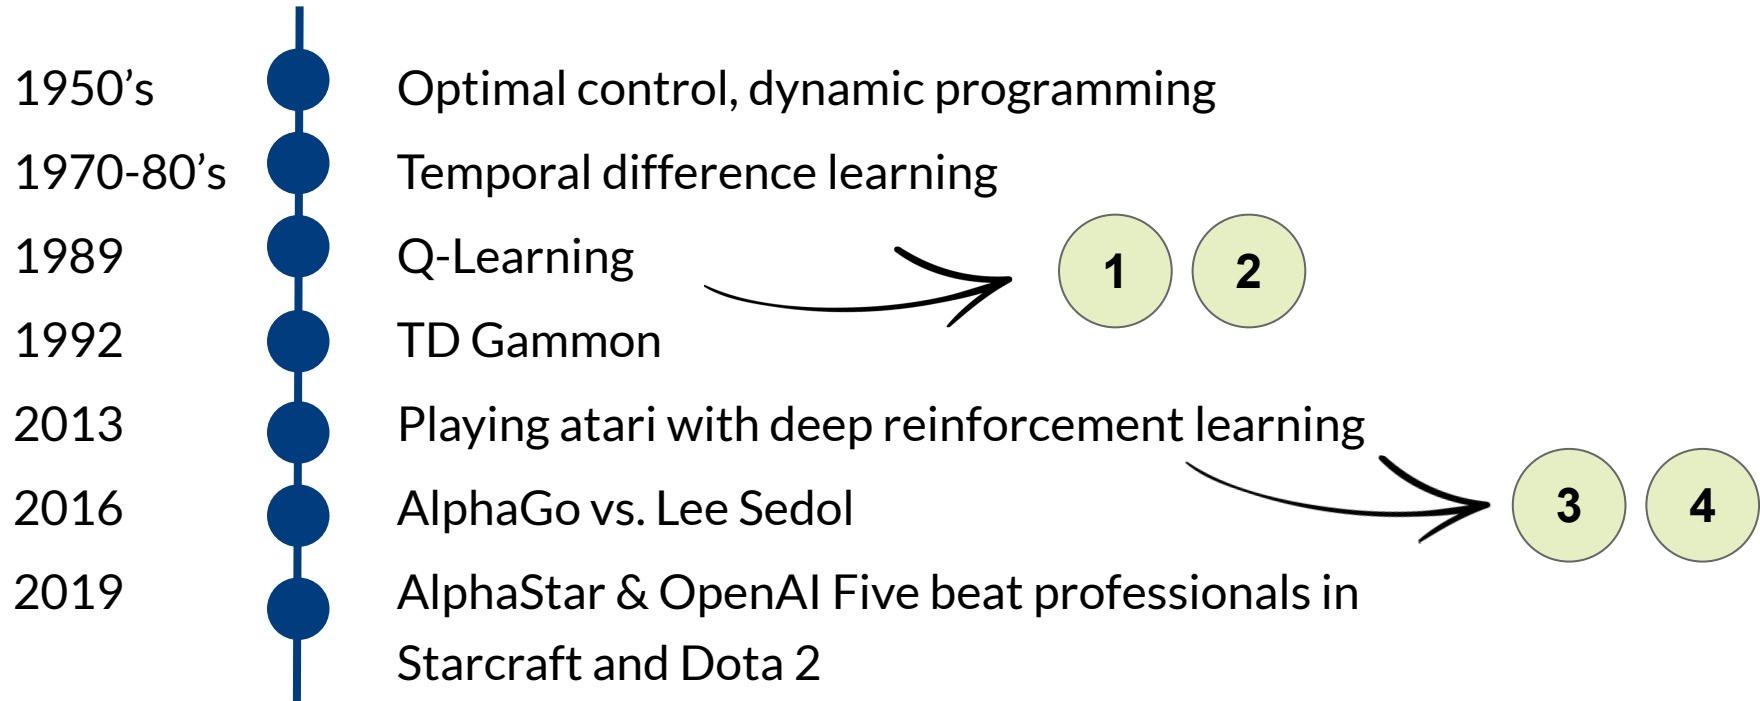 1950’s Optimal control, dynamic programming
1970-80’s Temporal difference learning
1989 Q-Learning
1 2
1992 TD Gammon
2013 Playing atari with deep reinforcement learning
3 4
2016 AlphaGo vs. Lee Sedol
2019 AlphaStar & OpenAI Five beat professionals in
Starcraft and Dota 2